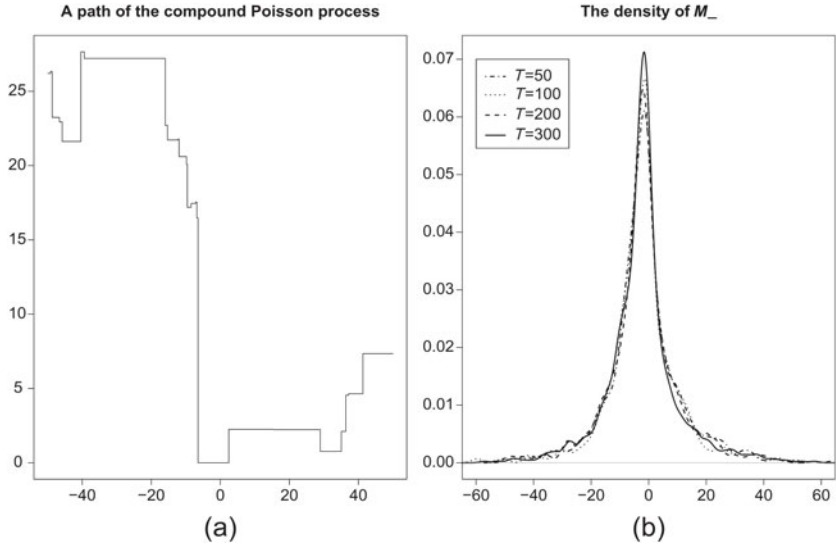 A path of the compound Poisson process
25
20
15
10
5
0
−40 −20 0 20 40
(a)
The density of M_
0.07
0.06
0.05
0.04
0.03
0.02
0.01
0.00
T=50
T=100
T=200
T=300
−60 −40 −20 0 20 40 60
(b)